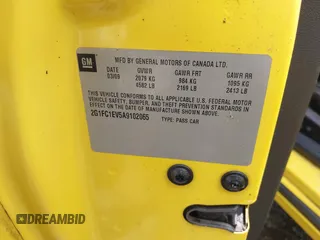 GM
MFD BY GENERAL MOTORS OF CANADA LTD.
DATE GVWR GAWR FRT GAWR RR
03/09 2079 KG 984 KG 1095 KG
4582 LB 2169 LB 2413 LB
THIS VEHICLE CONFORMS TO ALL APPLICABLE U.S. FEDERAL MOTOR
VEHICLE SAFETY, BUMPER, AND THEFT PREVENTION STANDARDS IN
EFFECT ON THE DATE OF MANUFACTURE SHOWN ABOVE.
2G1FC1EV5A9102065
TYPE: PASS CAR
DREAMBID